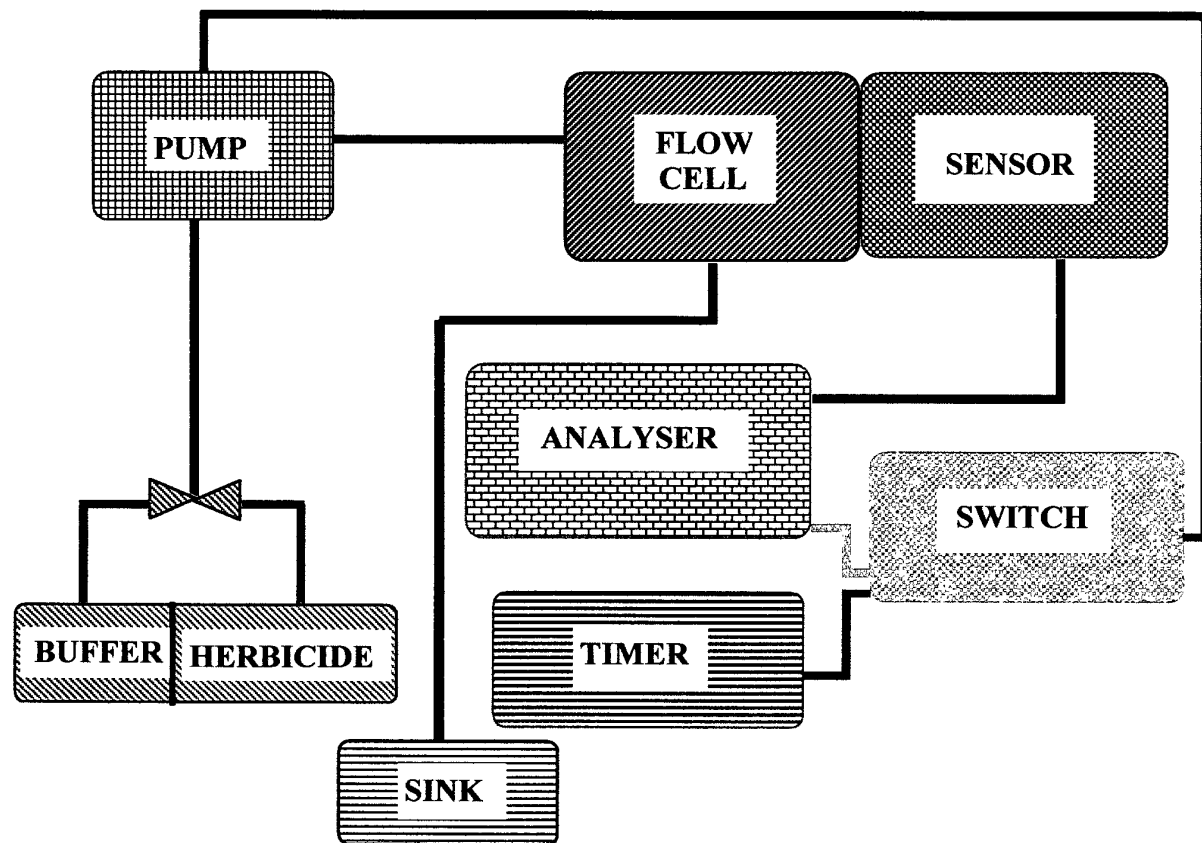 PUMP
FLOW
CELL
SENSOR
ANALYSER
SWITCH
BUFFER
HERBICIDE
TIMER
SINK